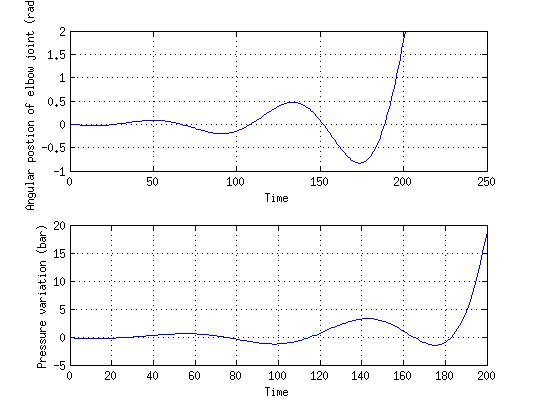 Angular postion of elbow joint (rad
2
1.5
1
0.5
0
-0.5
-1
0 50 100 150 200 250
Time
Pressure variation (bar)
20
15
10
5
0
-5
0 20 40 60 80 100 120 140 160 180 200
Time